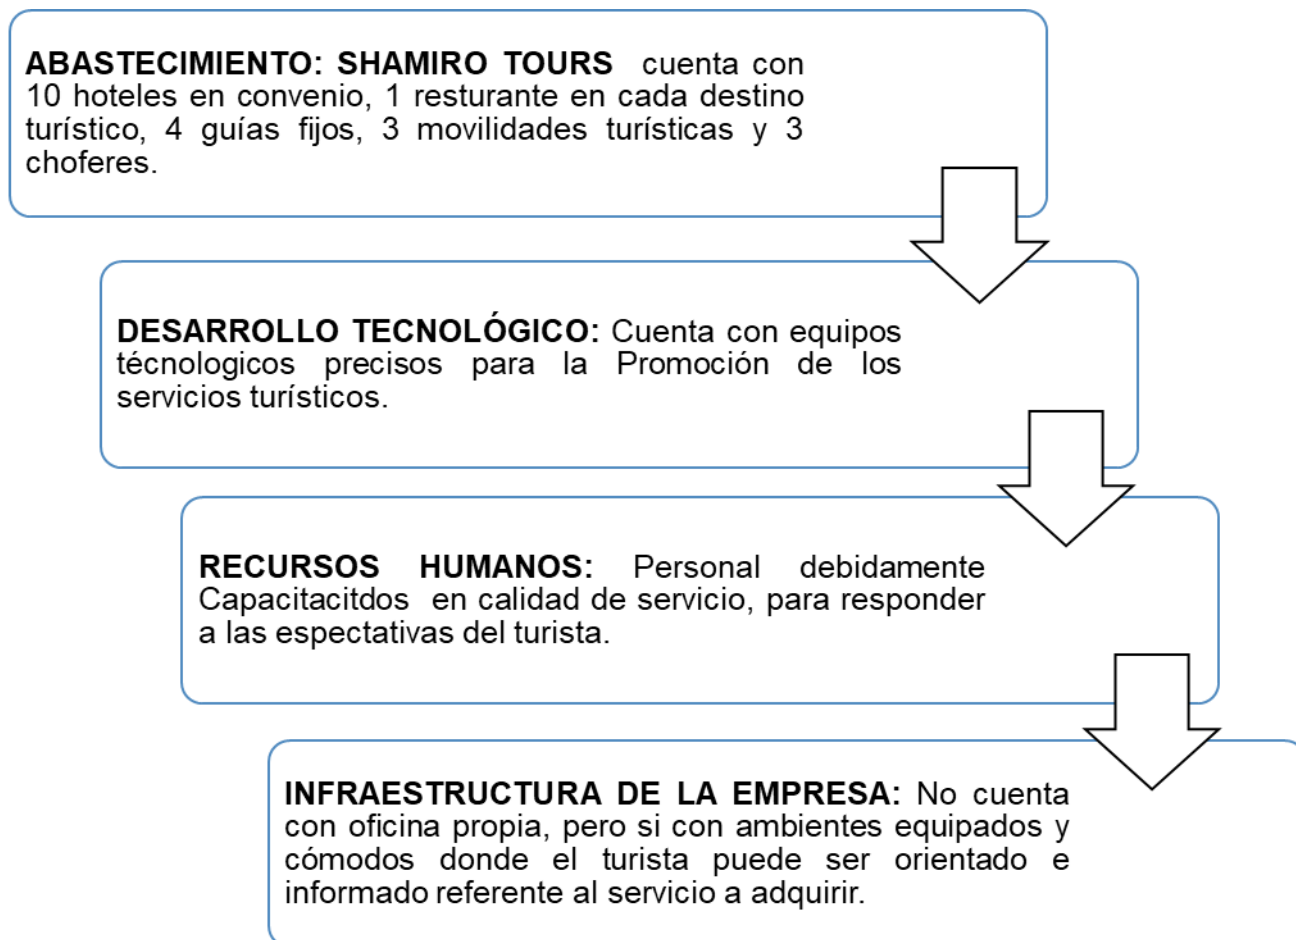 ABASTECIMIENTO: SHAMIRO TOURS cuenta con
10 hoteles en convenio, 1 resturante en cada destino
turístico, 4 guías fijos, 3 movilidades turísticas y 3
choferes.
DESARROLLO TECNOLÓGICO: Cuenta con equipos
técnologicos precisos para la Promoción de los
servicios turísticos.
RECURSOS HUMANOS: Personal debidamente
Capacitacitdos en calidad de servicio, para responder
a las espectativas del turista.
INFRAESTRUCTURA DE LA EMPRESA: No cuenta
con oficina propia, pero si con ambientes equipados y
cómodos donde el turista puede ser orientado e
informado referente al servicio a adquirir.